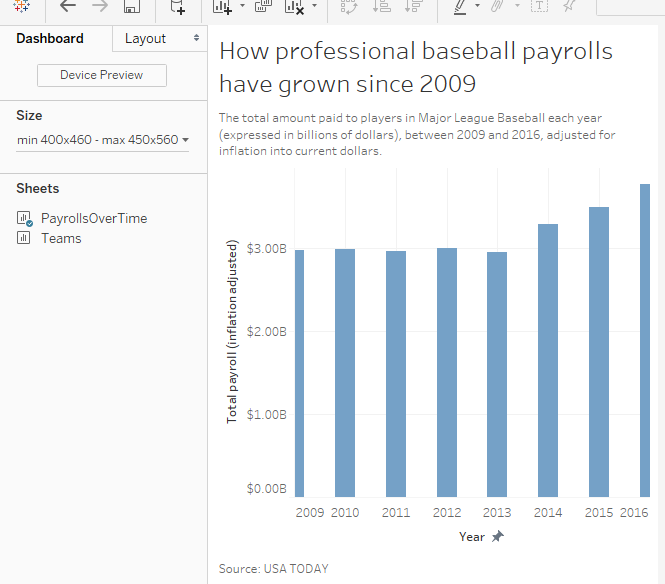 Dashboard
Layout
Device Preview
Size
min 400x460 - max 450x560
Sheets
PayrollsOverTime
Teams
How professional baseball payrolls
have grown since 2009
The total amount paid to players in Major League Baseball each year
(expressed in billions of dollars), between 2009 and 2016, adjusted for
inflation into current dollars.
Total payroll (inflation adjusted)
$3.00B
$2.00B
$1.00B
$0.00B
2009 2010 2011 2012 2013 2014 2015 2016
Year
Source: USA TODAY